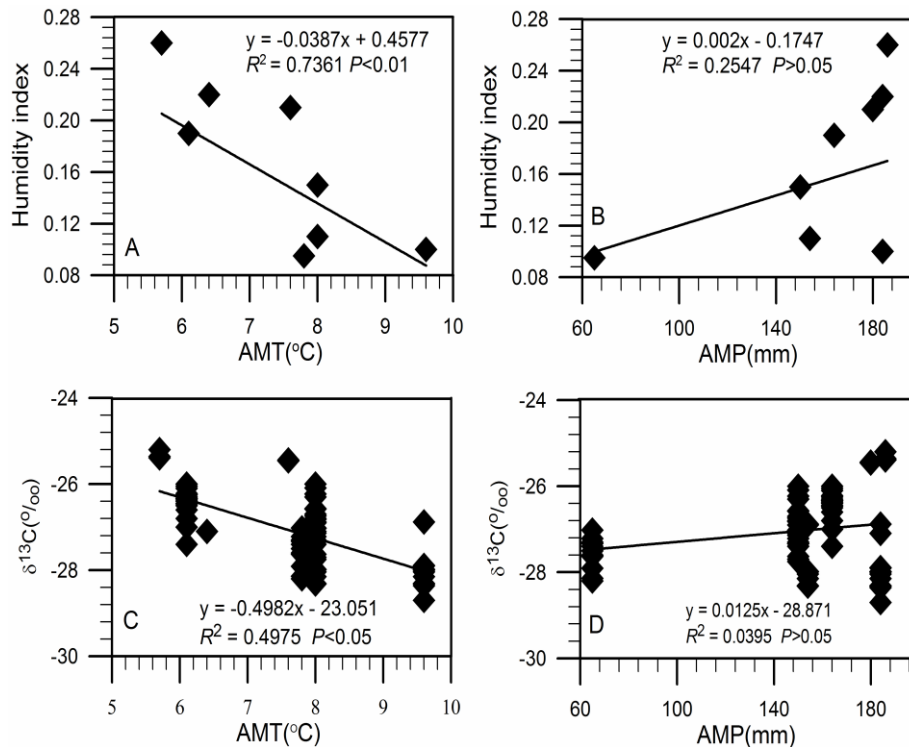 0.28
0.24
0.20
0.16
0.12
0.08
Humidity index
y = -0.0387x + 0.4577
R² = 0.7361 P<0.01
A
5 6 7 8 9 10
AMT(°C)
0.28
0.24
0.20
0.16
0.12
0.08
Humidity index
y = 0.002x - 0.1747
R² = 0.2547 P>0.05
B
60 100 140 180
AMP(mm)
-24
-26
-28
-30
δ¹³C(º/ₒₒ)
y = -0.4982x - 23.051
R² = 0.4975 P<0.05
C
5 6 7 8 9 10
AMT(°C)
-24
-26
-28
-30
δ¹³C(º/ₒₒ)
y = 0.0125x - 28.871
R² = 0.0395 P>0.05
D
60 100 140 180
AMP(mm)